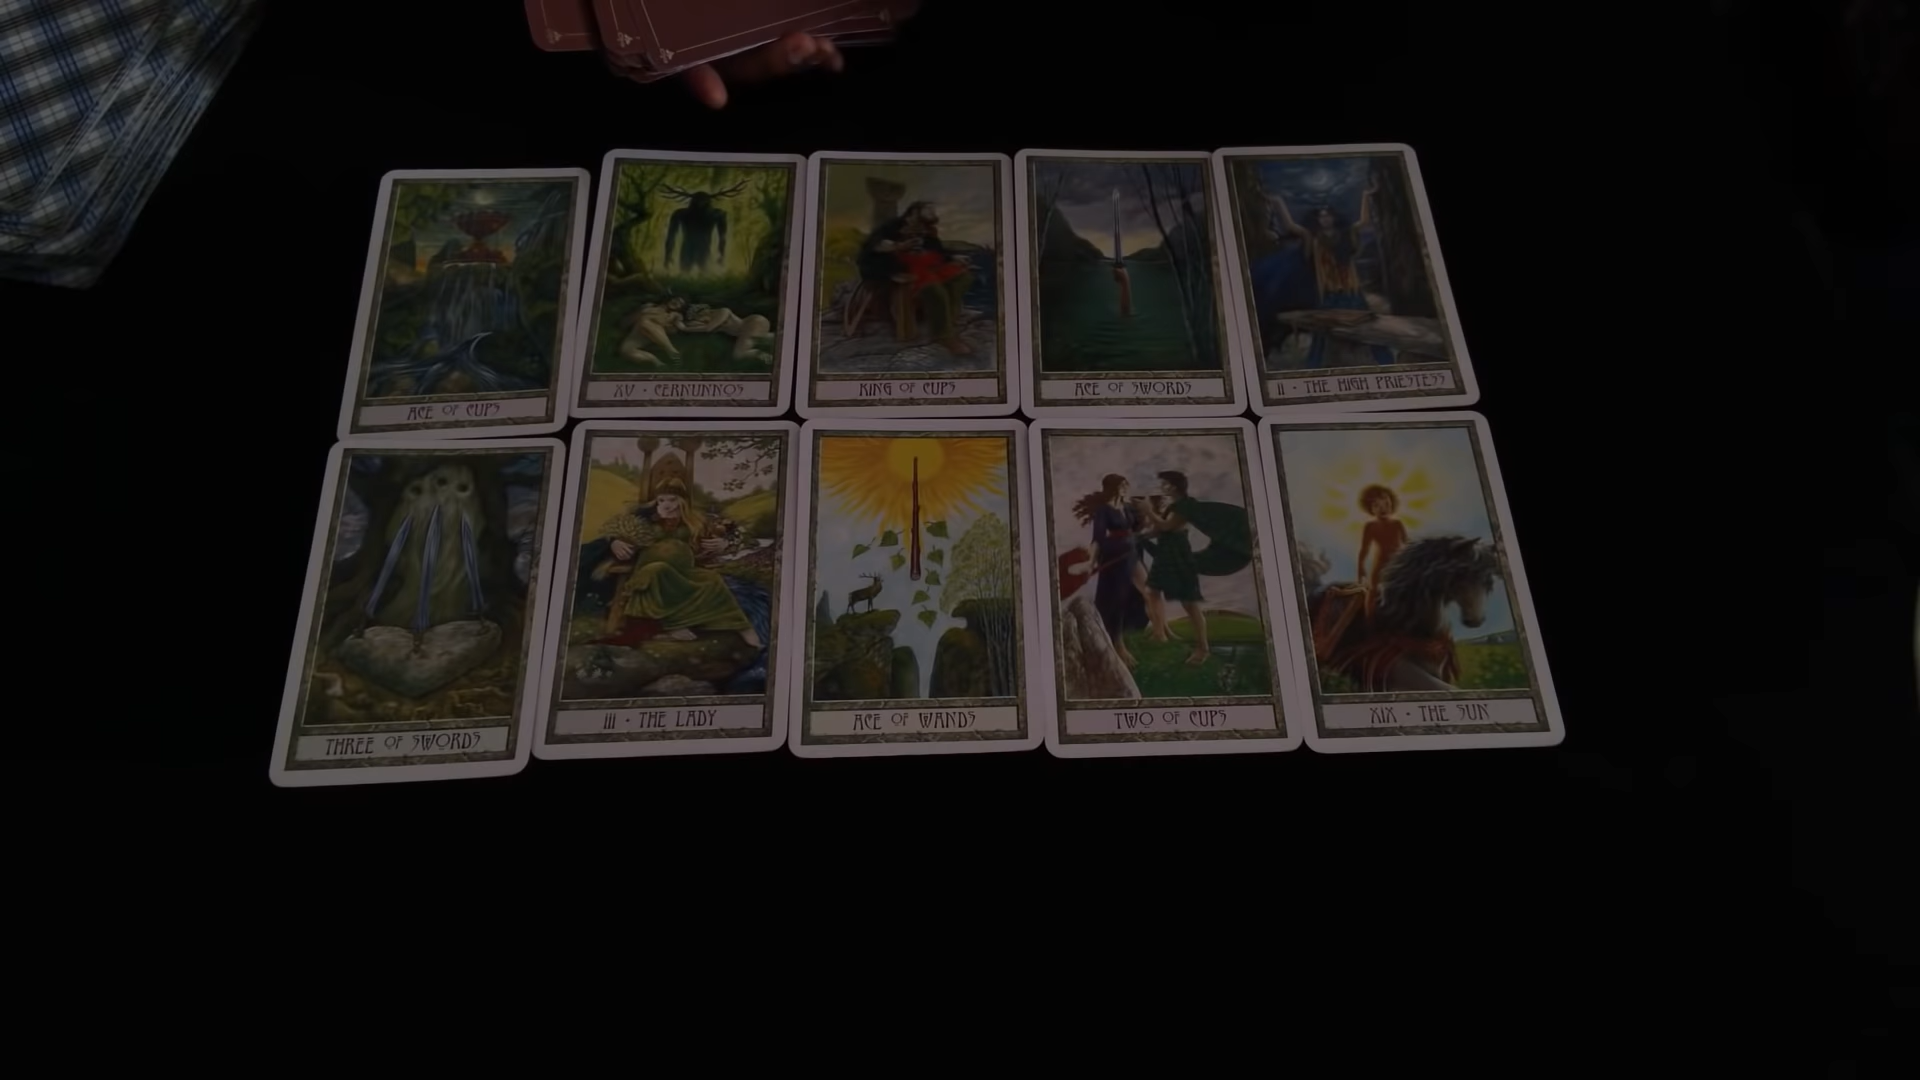 ACE OF CUPS
XV · CERNUNNOS
KING OF CUPS
ACE OF SWORDS
II · THE HIGH PRIESTESS
THREE OF SWORDS
III · THE LADY
ACE OF WANDS
TWO OF CUPS
XIX · THE SUN